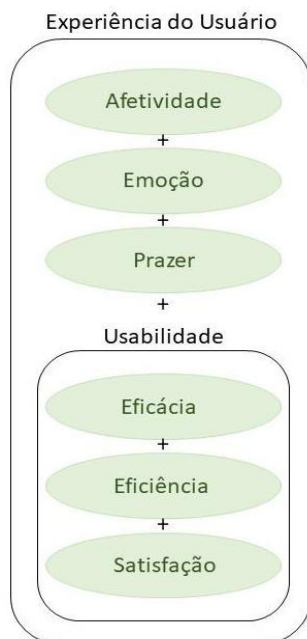 Experiência do Usuário
Afetividade
+
Emoção
+
Prazer
+
Usabilidade
Eficácia
+
Eficiência
+
Satisfação